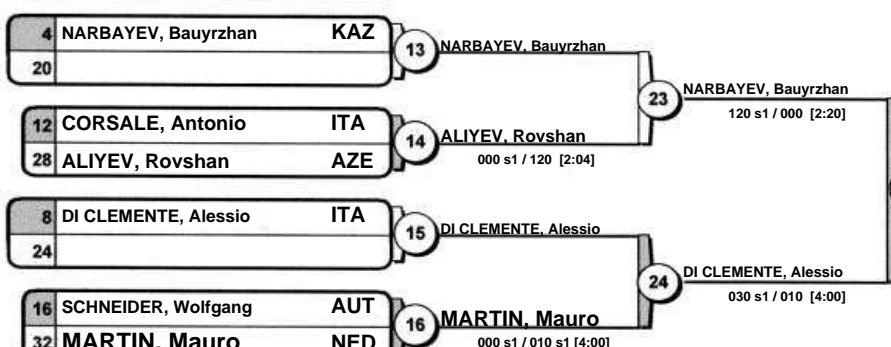 4 NARBAYEV, Bauyrzhan KAZ
20
13
NARBAYEV, Bauyrzhan
23
NARBAYEV, Bauyrzhan
120 s1 / 000 [2:20]
12 CORSALE, Antonio ITA
28 ALIYEV, Rovshan AZE
14
ALIYEV, Rovshan
000 s1 / 120 [2:04]
8 DI CLEMENTE, Alessio ITA
24
15
DI CLEMENTE, Alessio
24
DI CLEMENTE, Alessio
030 s1 / 010 [4:00]
16 SCHNEIDER, Wolfgang AUT
32 MARTIN, Mauro NED
16
MARTIN, Mauro
000 s1 / 010 s1 [4:00]